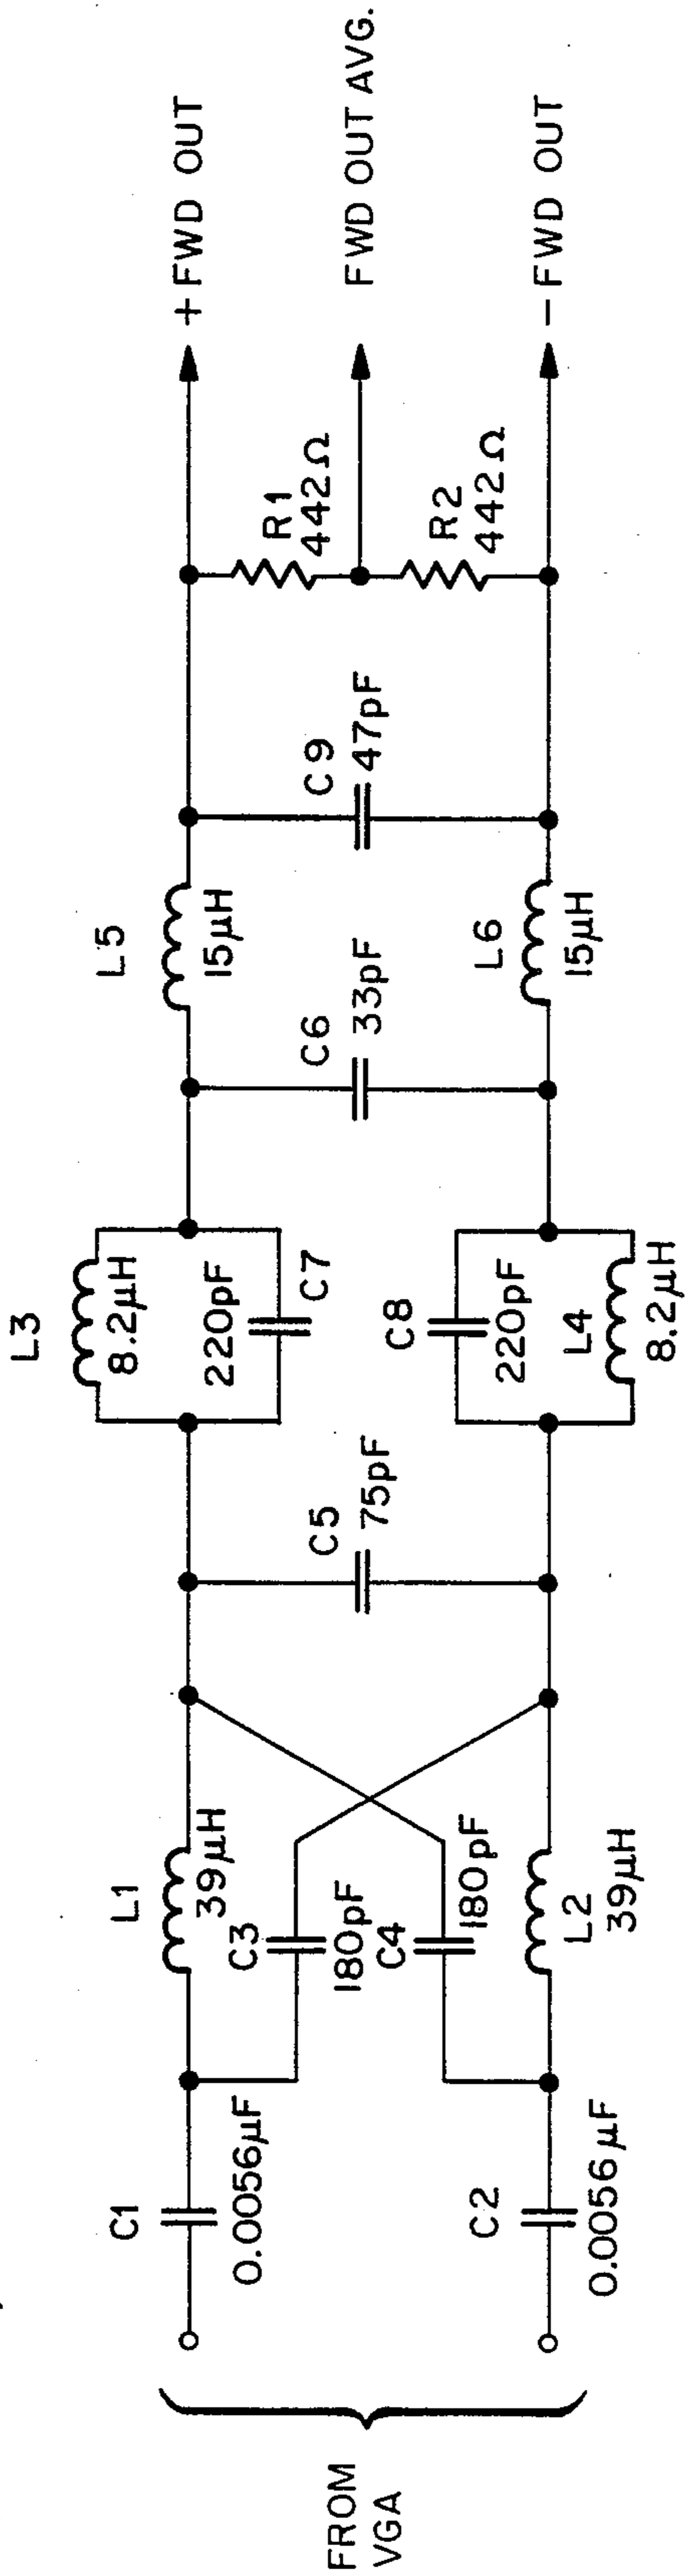 FROM
VGA
C1
0.0056μF
C2
0.0056μF
L1
39μH
C3
180pF
C4
180pF
L2
39μH
C5
75pF
L3
8.2μH
220pF
C7
C8
220pF
L4
8.2μH
C6
33pF
L5
15μH
L6
15μH
C9
47pF
R1
442Ω
R2
442Ω
+FWD OUT
FWD OUT AVG.
-FWD OUT